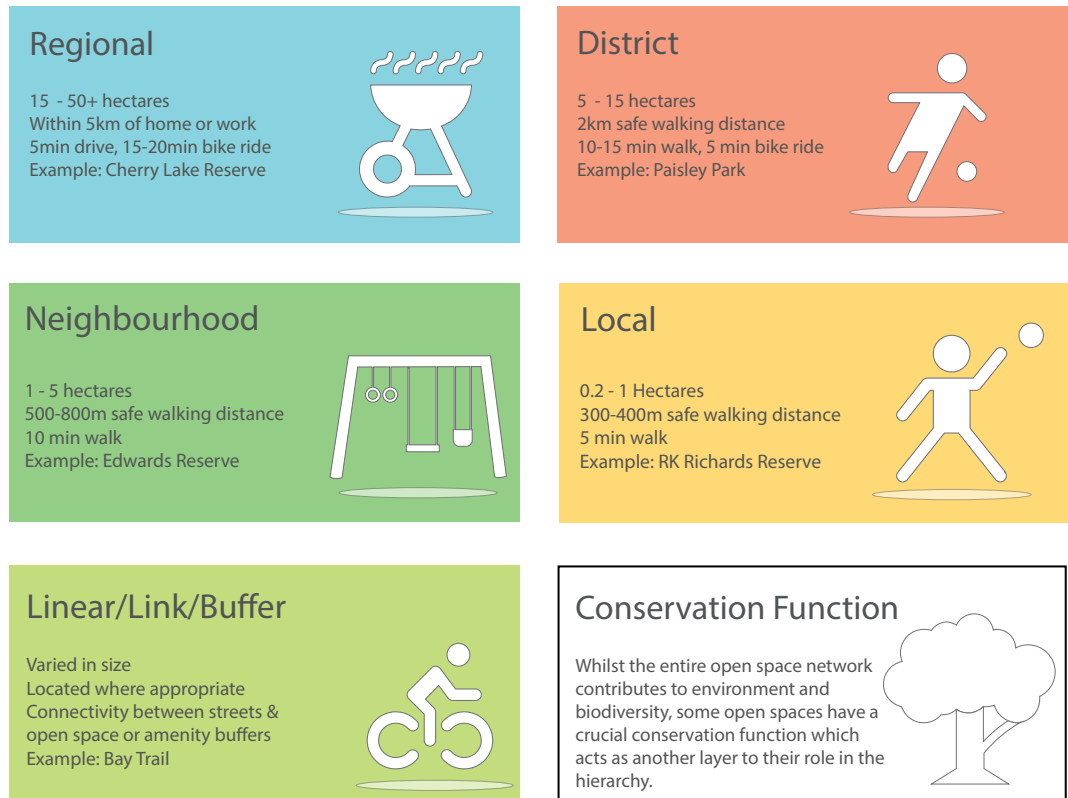 Regional
15 - 50+ hectares
Within 5km of home or work
5min drive, 15-20min bike ride
Example: Cherry Lake Reserve
District
5 - 15 hectares
2km safe walking distance
10-15 min walk, 5 min bike ride
Example: Paisley Park
Neighbourhood
1 - 5 hectares
500-800m safe walking distance
10 min walk
Example: Edwards Reserve
Local
0.2 - 1 Hectares
300-400m safe walking distance
5 min walk
Example: RK Richards Reserve
Linear/Link/Buffer
Varied in size
Located where appropriate
Connectivity between streets &
open space or amenity buffers
Example: Bay Trail
Conservation Function
Whilst the entire open space network
contributes to environment and
biodiversity, some open spaces have a
crucial conservation function which
acts as another layer to their role in the
hierarchy.